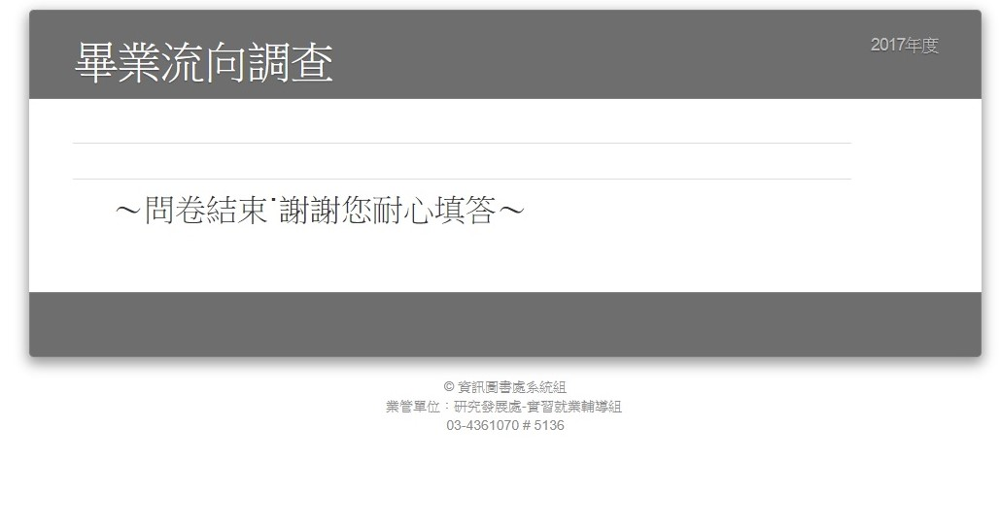 畢業流向調查
2017年度
～問卷結束˙謝謝您耐心填答～
© 資訊圖書處系統組
業管單位：研究發展處-實習就業輔導組
03-4361070 # 5136